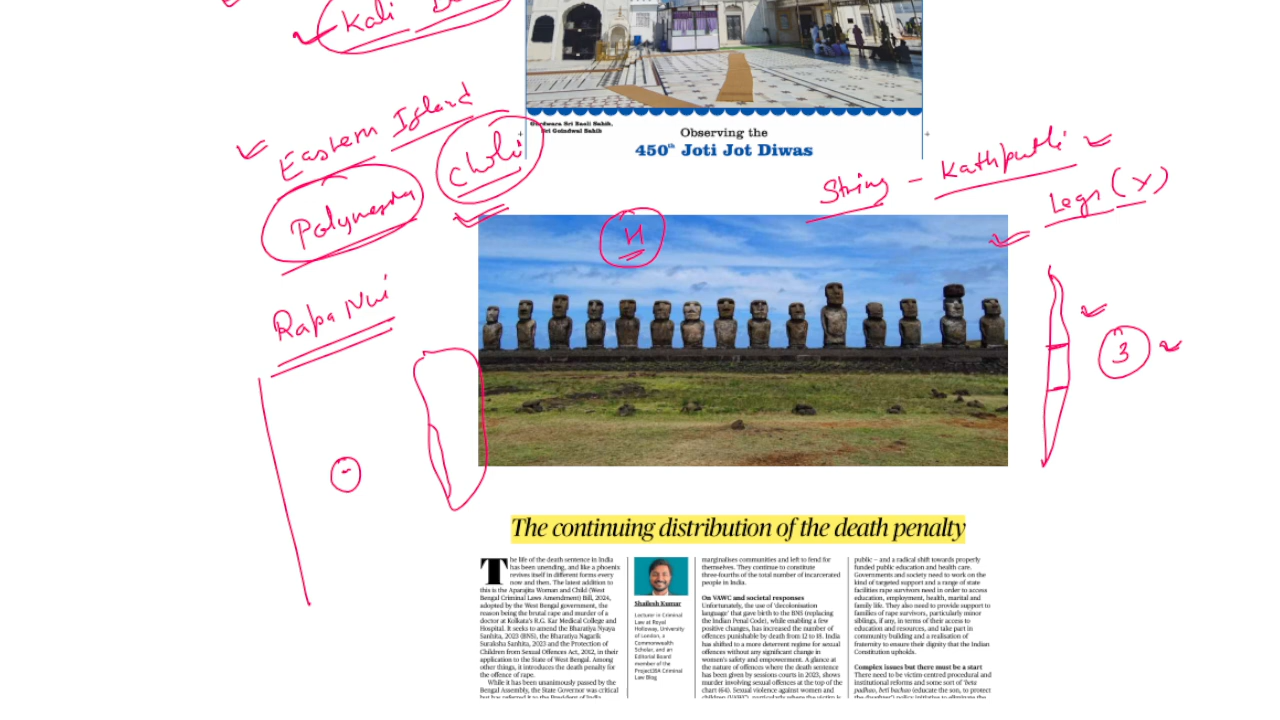 Kali
Gurdwara Sri Baoli Sahib,
Sri Goindwal Sahib
Observing the
450th Joti Jot Diwas
Eastern Island
Polynesia
Choli
Rapa Nui
H
String - Kathputli
Legs (x)
3
The continuing distribution of the death penalty
The life of the death sentence in India
has been unending, and like a phoenix
revives itself in different forms every
now and then. The latest addition to
this is the Aparajita Woman and Child (West
Bengal Criminal Laws Amendment) Bill, 2024,
adopted by the West Bengal government, the
reason being the brutal rape and murder of a
doctor at Kolkata's R.G. Kar Medical College and
Hospital. It seeks to amend the Bharatiya Nyaya
Sanhita, 2023 (BNS), the Bharatiya Nagarik
Suraksha Sanhita, 2023 and the Protection of
Children from Sexual Offences Act, 2012, in their
application to the State of West Bengal. Among
other things, it introduces the death penalty for
the offence of rape.
While it has been unanimously passed by the
Bengal Assembly, the State Governor was critical
but has referred it to the President of India
Shailesh Kumar
Lecturer in Criminal
Law at Royal
Holloway, University
of London, a
Commonwealth
Scholar, and an
Editorial Board
member of the
Project39A Criminal
Law Blog
marginalises communities and left to fend for
themselves. They continue to constitute
three-fourths of the total number of incarcerated
people in India.
On VAWC and societal responses
Unfortunately, the use of 'decolonisation
language' that gave birth to the BNS (replacing
the Indian Penal Code), while enabling a few
positive changes, has increased the number of
offences punishable by death from 12 to 18. India
has shifted to a more deterrent regime for sexual
offences without any significant change in
women's safety and empowerment. A glance at
the nature of offences where the death sentence
has been given by sessions courts in 2023, shows
murder involving sexual offences at the top of the
chart (64). Sexual violence against women and
children (VAWC), particularly where the victim is
public — and a radical shift towards properly
funded public education and health care.
Governments and society need to work on the
kind of targeted support and a range of state
facilities rape survivors need in order to access
education, employment, health, marital and
family life. They also need to provide support to
families of rape survivors, particularly minor
siblings, if any, in terms of their access to
education and resources, and take part in
community building and a realisation of
fraternity to ensure their dignity that the Indian
Constitution upholds.
Complex issues but there must be a start
There need to be victim centred procedural and
institutional reforms and some sort of 'beta
padhao, beti bachao (educate the son, to protect
the daughter)' policy initiative to eliminate the